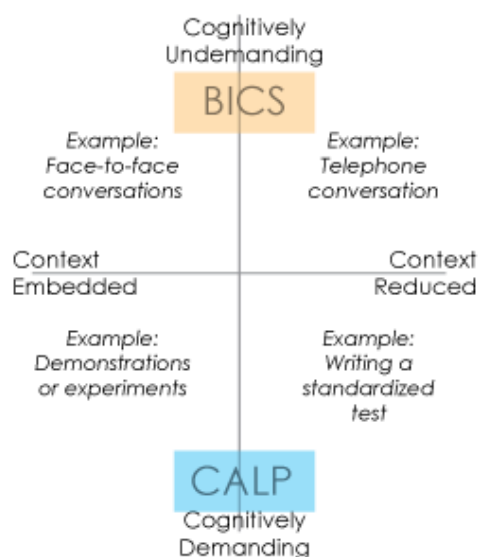 Cognitively
Undemanding
BICS
Example:
Face-to-face
conversations
Example:
Telephone
conversation
Context
Embedded
Context
Reduced
Example:
Demonstrations
or experiments
Example:
Writing a
standardized
test
CALP
Cognitively
Demanding